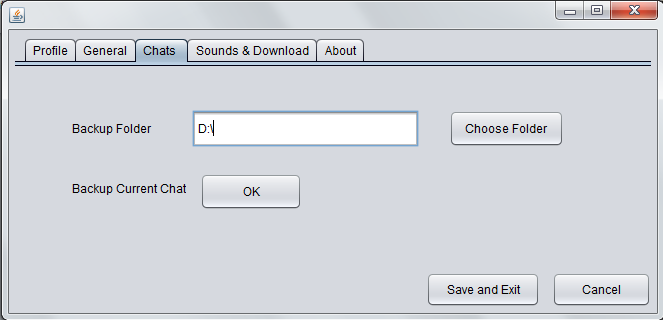 Profile General Chats Sounds & Download About
Backup Folder D:\ Choose Folder
Backup Current Chat OK
Save and Exit Cancel